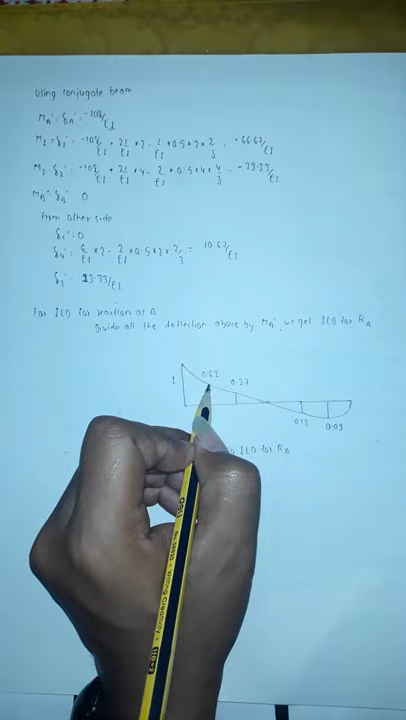 Using conjugate beam
MA' = δA' = -108/EI
M1' = δ1' = -108/EI + 21/EI × 2 - 1/EI × 0.5 × 2 × 2/3 = -66.67/EI
M2' = δ2' = -108/EI + 21/EI × 4 - 2/EI × 0.5 × 4 × 4/3 = -29.33/EI
MB' = δB' = 0
from other side
δ5' = 0
δ4' = 6/EI × 2 - 2/EI × 0.5 × 2 × 2/3 = 10.67/EI
δ3' = 13.33/EI
For ILD for reaction at A
Divide all the deflection above by MA', we get ILD for RA
1
0.62
0.27
0.12
0.09
ILD for RA